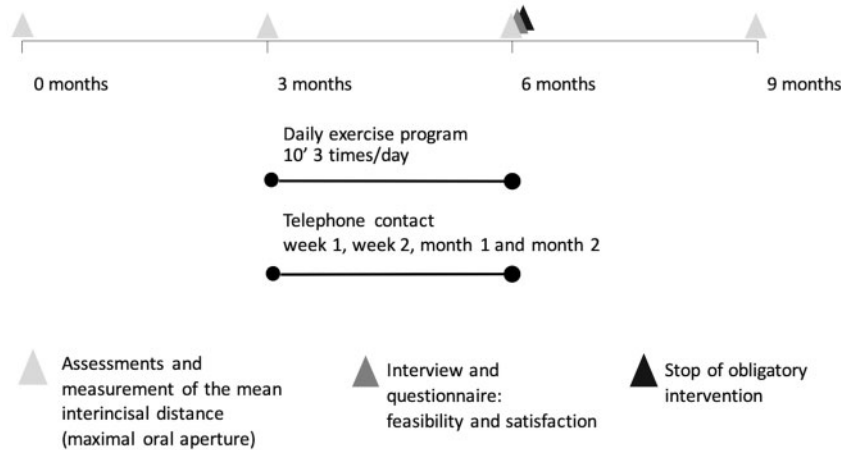 0 months
3 months
6 months
9 months
Daily exercise program
10’ 3 times/day
Telephone contact
week 1, week 2, month 1 and month 2
Assessments and
measurement of the mean
interincisal distance
(maximal oral aperture)
Interview and
questionnaire:
feasibility and satisfaction
Stop of obligatory
intervention